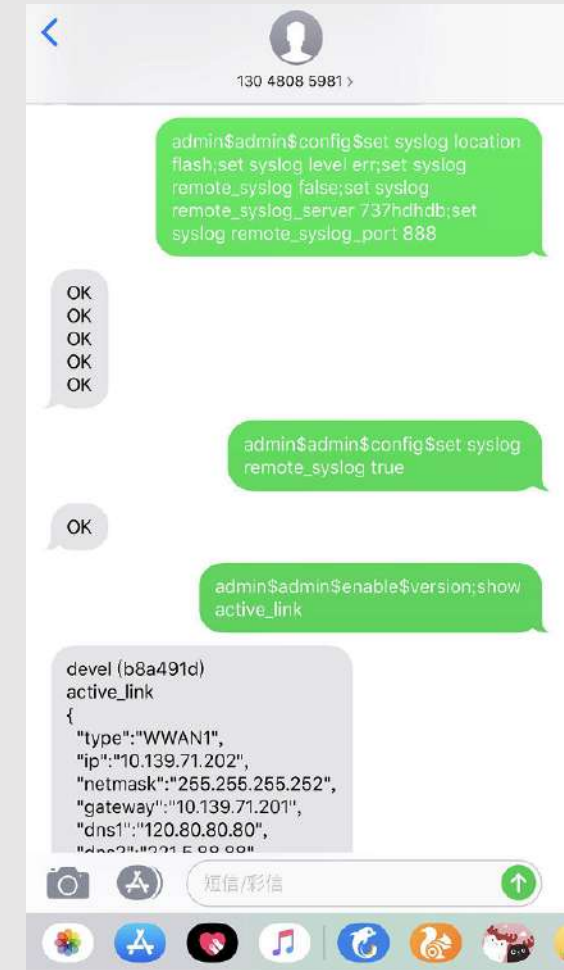 130 4808 5981 >
admin$admin$config$set syslog location
flash;set syslog level err;set syslog
remote_syslog false;set syslog
remote_syslog_server 737hdhdb;set
syslog remote_syslog_port 888
OK
OK
OK
OK
OK
admin$admin$config$set syslog
remote_syslog true
OK
admin$admin$enable$version;show
active_link
devel (b8a491d)
active_link
{
"type":"WWAN1",
"ip":"10.139.71.202",
"netmask":"255.255.255.252",
"gateway":"10.139.71.201",
"dns1":"120.80.80.80",
短信/彩信